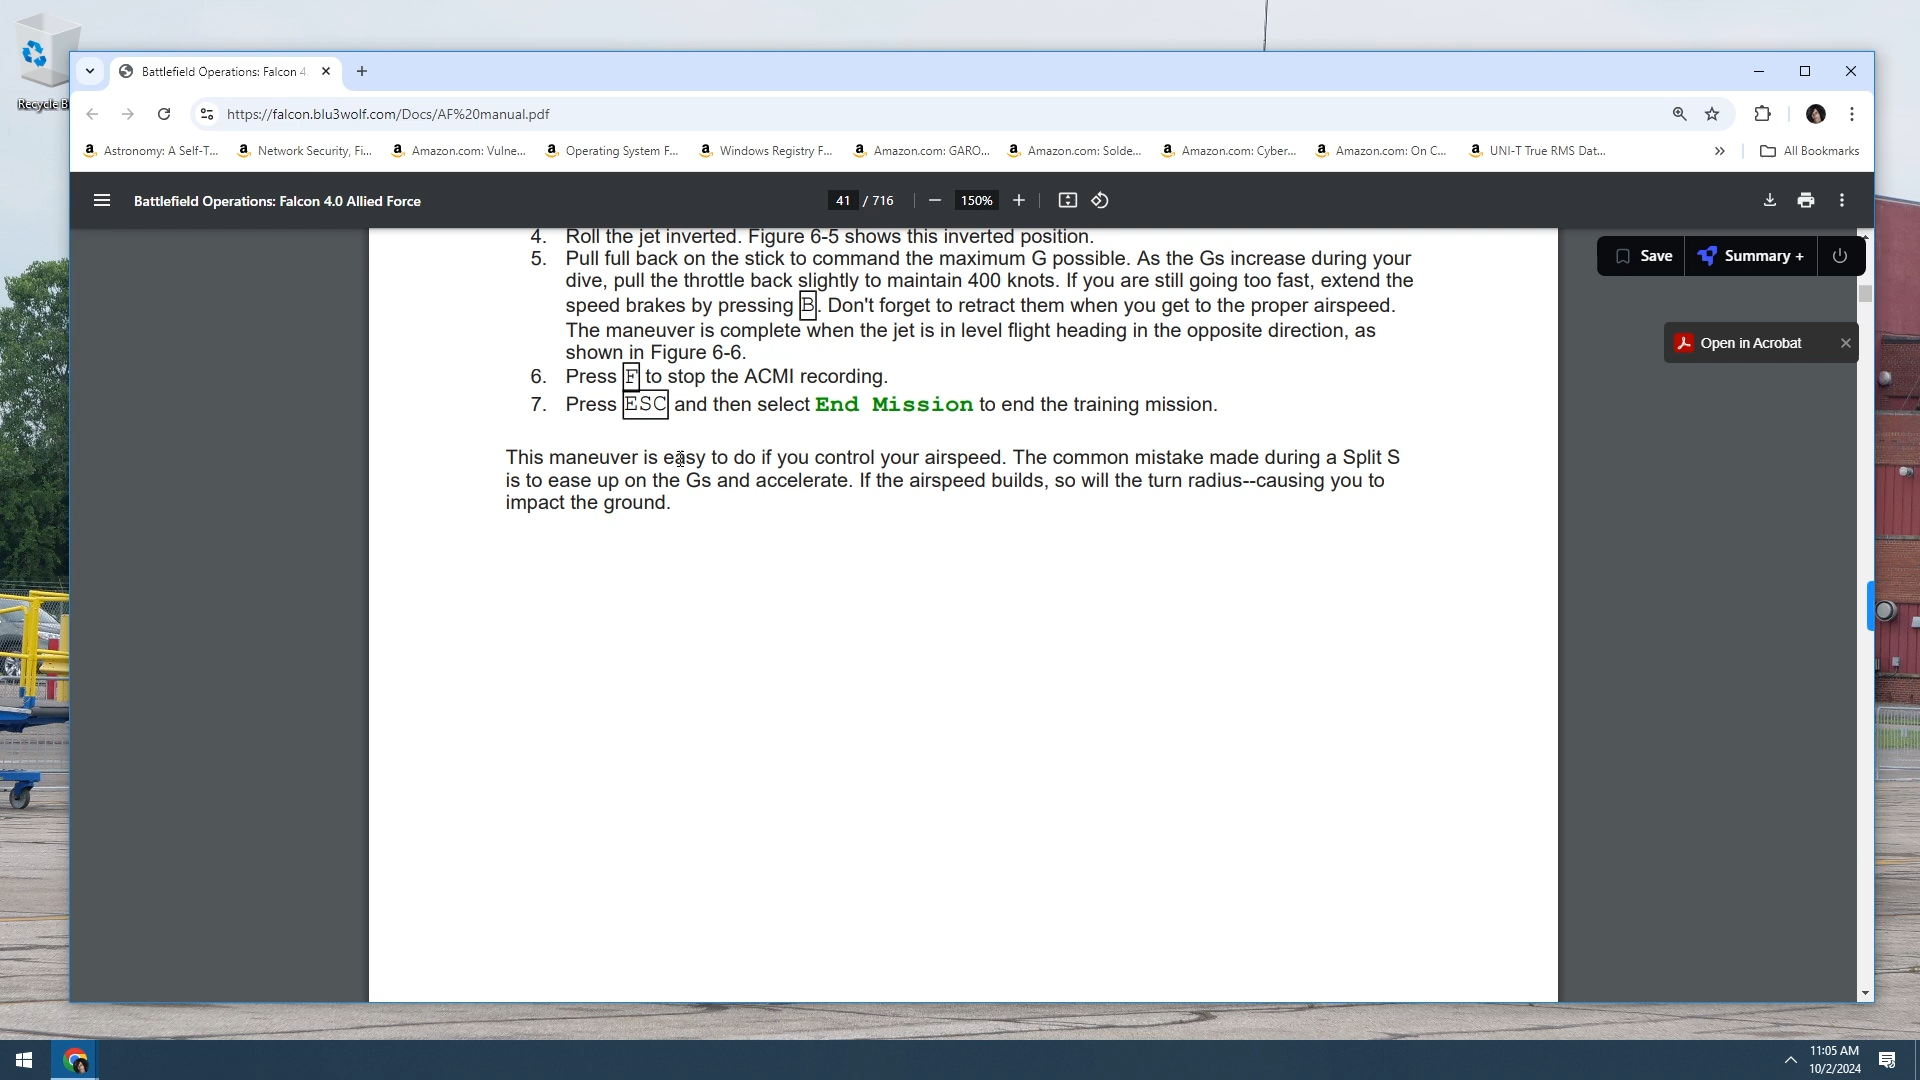 Recycle B
Battlefield Operations: Falcon 4
https://falcon.blu3wolf.com/Docs/AF%20manual.pdf
Astronomy: A Self-T... Network Security, Fi... Amazon.com: Vulne... Operating System F... Windows Registry F... Amazon.com: GARO... Amazon.com: Solde... Amazon.com: Cyber... Amazon.com: On C... UNI-T True RMS Dat... » All Bookmarks
Battlefield Operations: Falcon 4.0 Allied Force 41 / 716 150%
Save Summary +
Open in Acrobat
4. Roll the jet inverted. Figure 6-5 shows this inverted position.
5. Pull full back on the stick to command the maximum G possible. As the Gs increase during your
dive, pull the throttle back slightly to maintain 400 knots. If you are still going too fast, extend the
speed brakes by pressing B. Don't forget to retract them when you get to the proper airspeed.
The maneuver is complete when the jet is in level flight heading in the opposite direction, as
shown in Figure 6-6.
6. Press F to stop the ACMI recording.
7. Press ESC and then select End Mission to end the training mission.
This maneuver is easy to do if you control your airspeed. The common mistake made during a Split S
is to ease up on the Gs and accelerate. If the airspeed builds, so will the turn radius--causing you to
impact the ground.
11:05 AM
10/2/2024